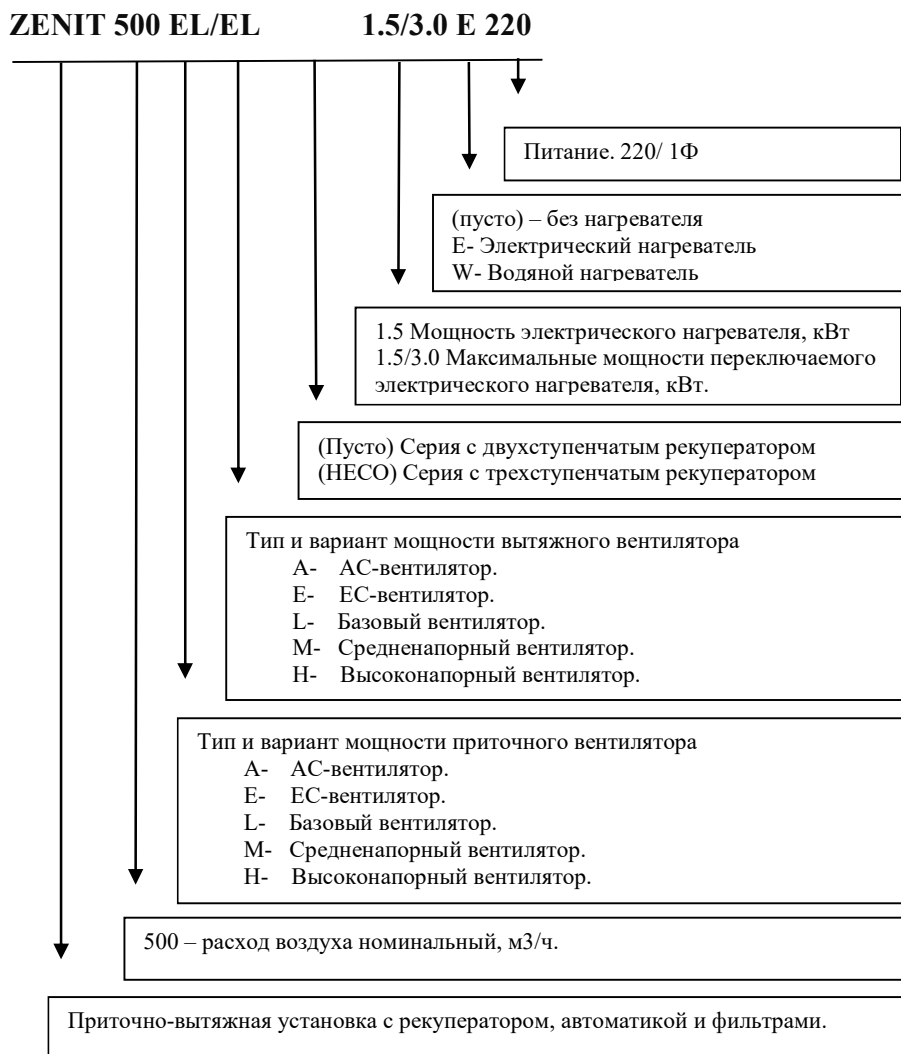 ZENIT 500 EL/EL 1.5/3.0 E 220
Питание. 220/ 1Ф
(пусто) – без нагревателя
E- Электрический нагреватель
W- Водяной нагреватель
1.5 Мощность электрического нагревателя, кВт
1.5/3.0 Максимальные мощности переключаемого
электрического нагревателя, кВт.
(Пусто) Серия с двухступенчатым рекуператором
(HECO) Серия с трехступенчатым рекуператором
Тип и вариант мощности вытяжного вентилятора
A- AC-вентилятор.
E- EC-вентилятор.
L- Базовый вентилятор.
M- Средненапорный вентилятор.
H- Высоконапорный вентилятор.
Тип и вариант мощности приточного вентилятора
A- AC-вентилятор.
E- EC-вентилятор.
L- Базовый вентилятор.
M- Средненапорный вентилятор.
H- Высоконапорный вентилятор.
500 – расход воздуха номинальный, м3/ч.
Приточно-вытяжная установка с рекуператором, автоматикой и фильтрами.